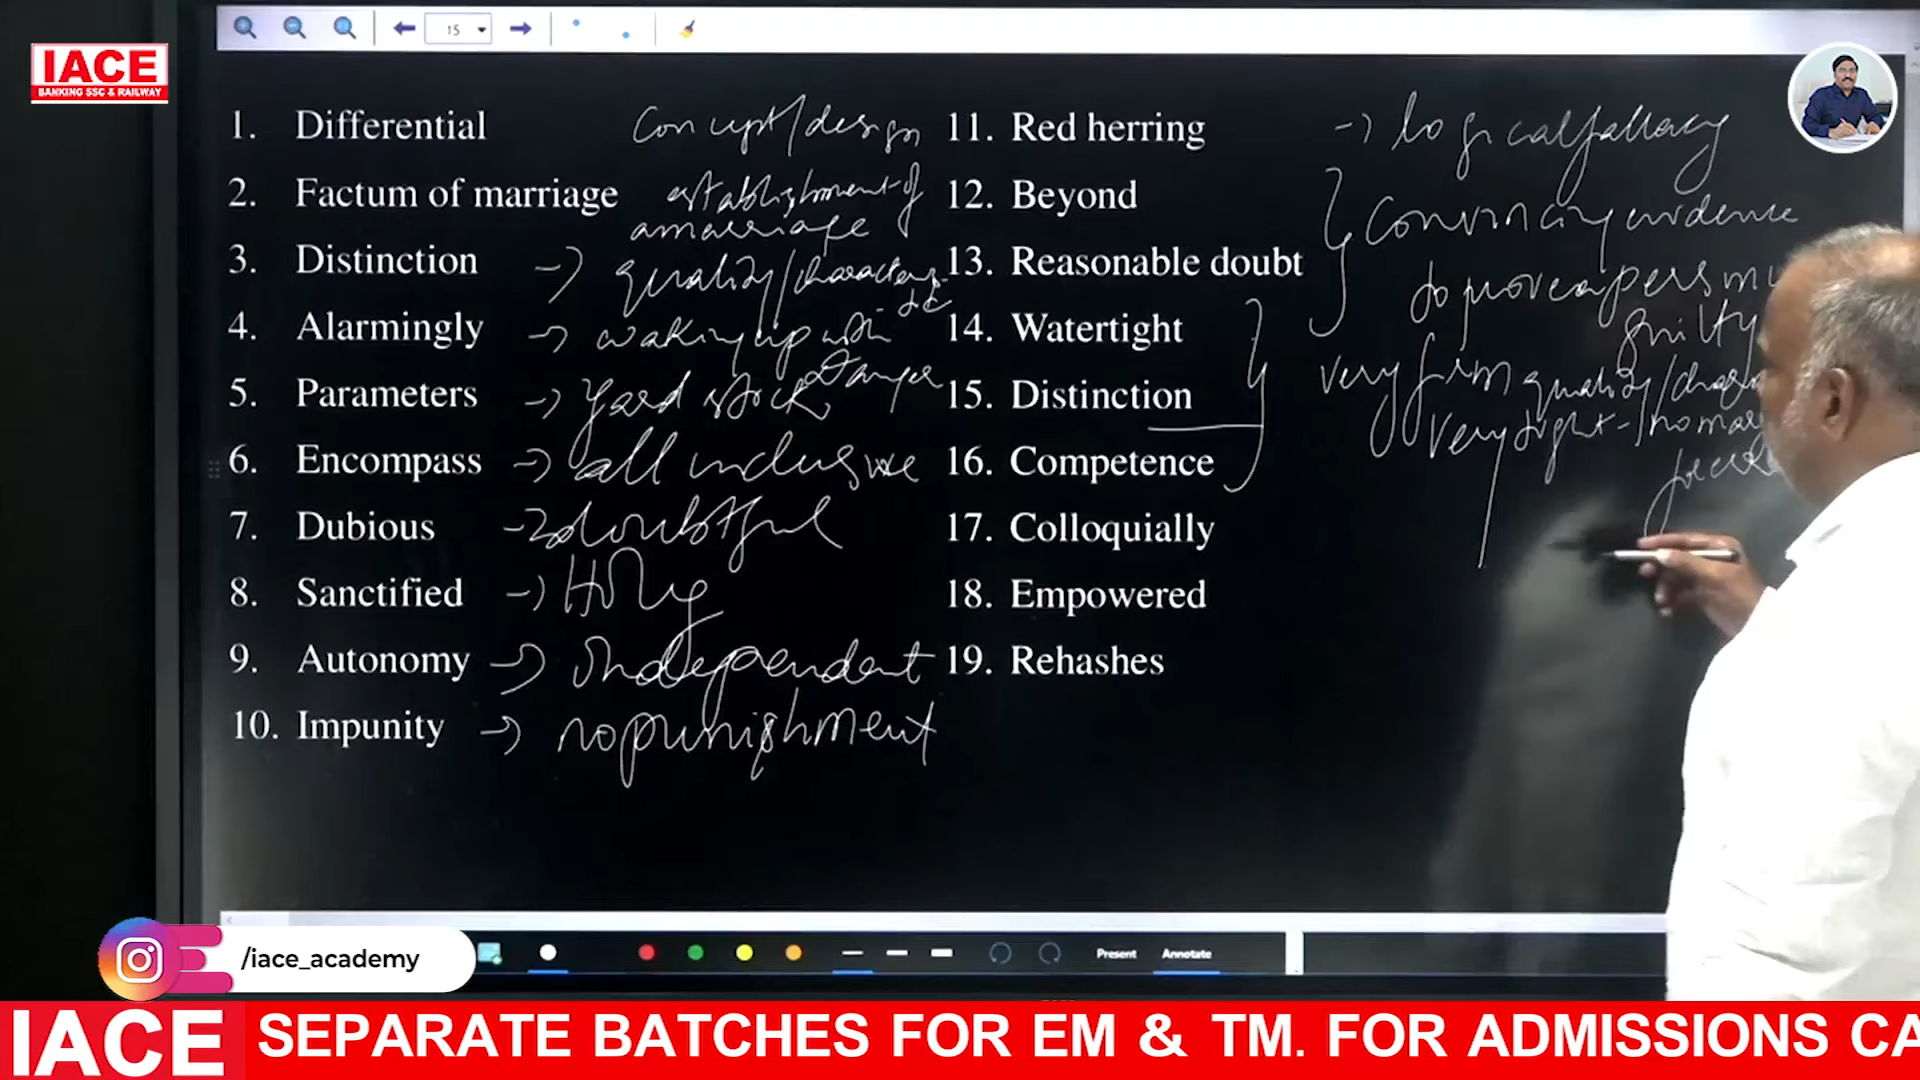 15
IACE
BANKING SSC & RAILWAY
1. Differential concept/design
2. Factum of marriage establishment of
a marriage
3. Distinction -> quality/characteris
tic
4. Alarmingly -> waking up with
danger
5. Parameters -> yard stick
6. Encompass -> all inclusive
7. Dubious -> doubtful
8. Sanctified -> Holy
9. Autonomy -> Independent
10. Impunity -> no punishment
11. Red herring -> logical fallacy
12. Beyond
13. Reasonable doubt
convincing evidence
to prove a person
guilty
14. Watertight
15. Distinction
16. Competence
very firm quality/
very tight - no
17. Colloquially
18. Empowered
19. Rehashes
Present Annotate
/iace_academy
IACE SEPARATE BATCHES FOR EM & TM. FOR ADMISSIONS CA